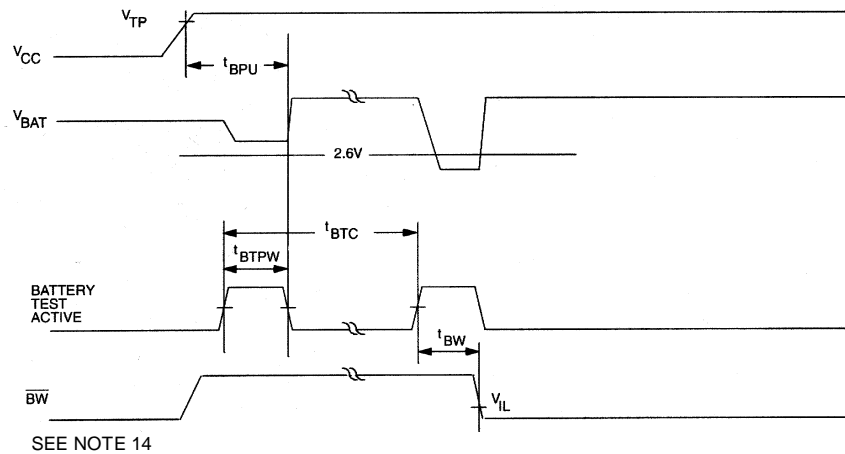 VTP
VCC
tBPU
VBAT
2.6V
tBTC
tBTPW
BATTERY
TEST
ACTIVE
tBW
BW
VIL
SEE NOTE 14